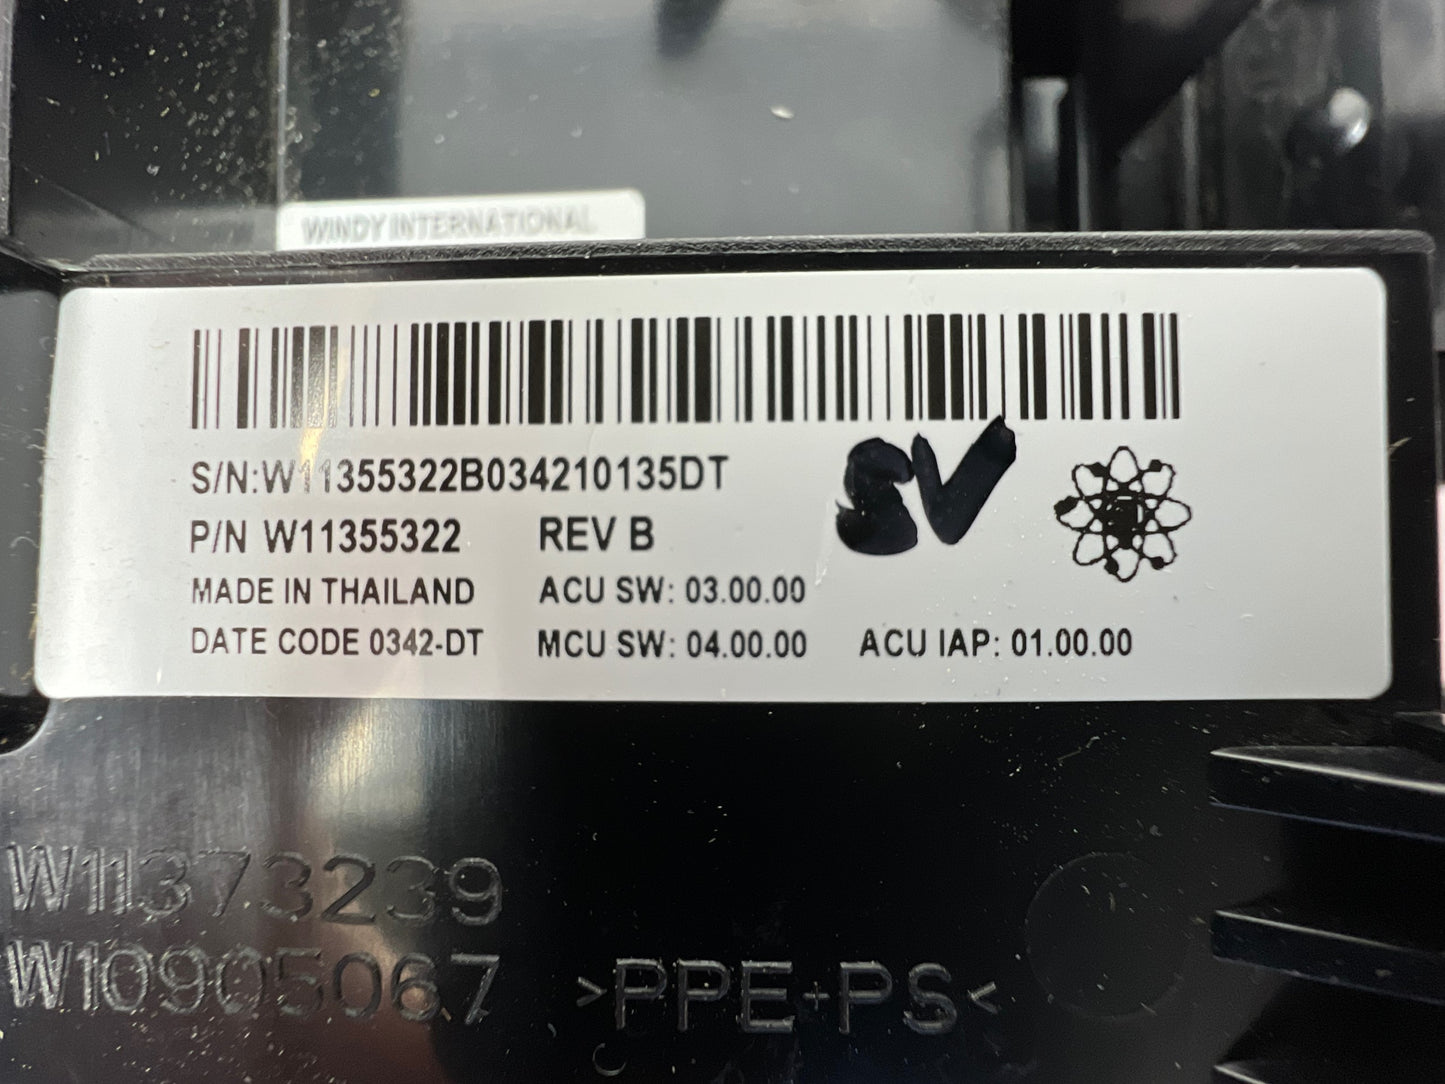 WINDY INTERNATIONAL
S/N:W11355322B034210135DT
P/N W11355322 REV B
SV
MADE IN THAILAND ACU SW: 03.00.00
DATE CODE 0342-DT MCU SW: 04.00.00 ACU IAP: 01.00.00
W11373239
W10905067
>PPE+PS<